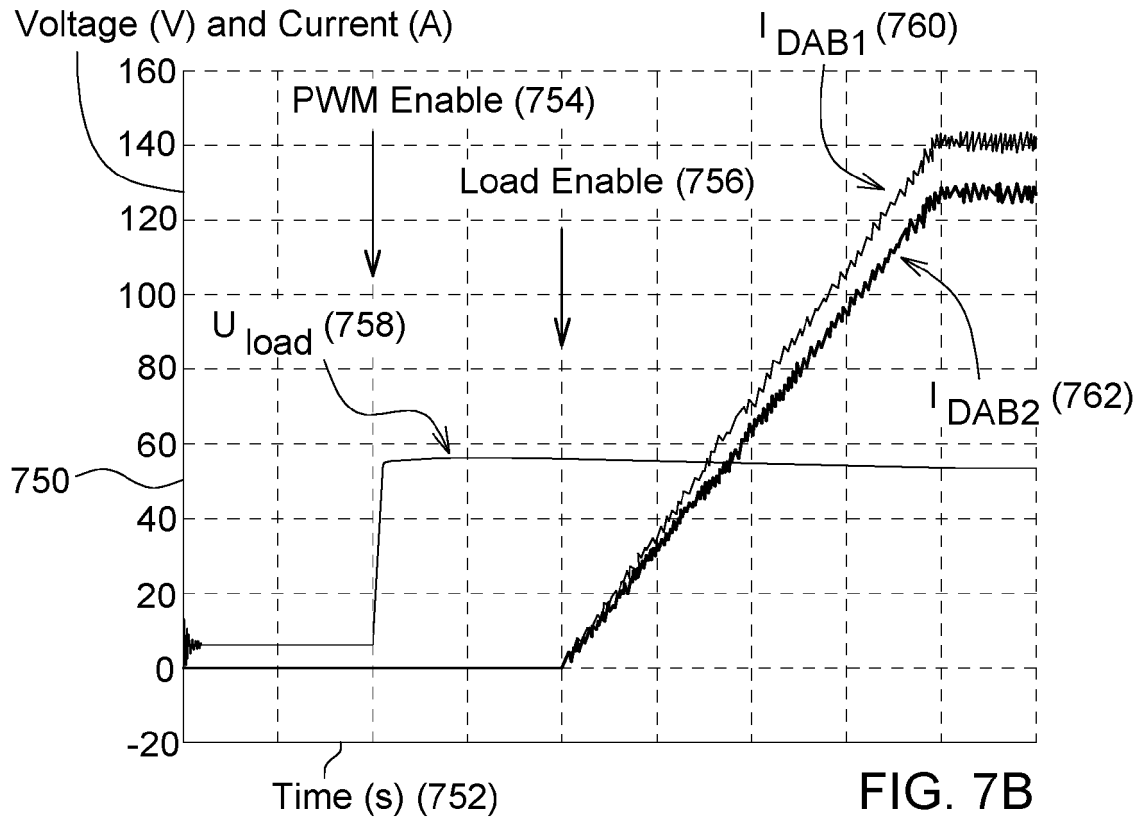 Voltage (V) and Current (A)
I DAB1 (760)
160
PWM Enable (754)
140
Load Enable (756)
120
100
U load (758)
80
I DAB2 (762)
60
750
40
20
0
-20
Time (s) (752)
FIG. 7B